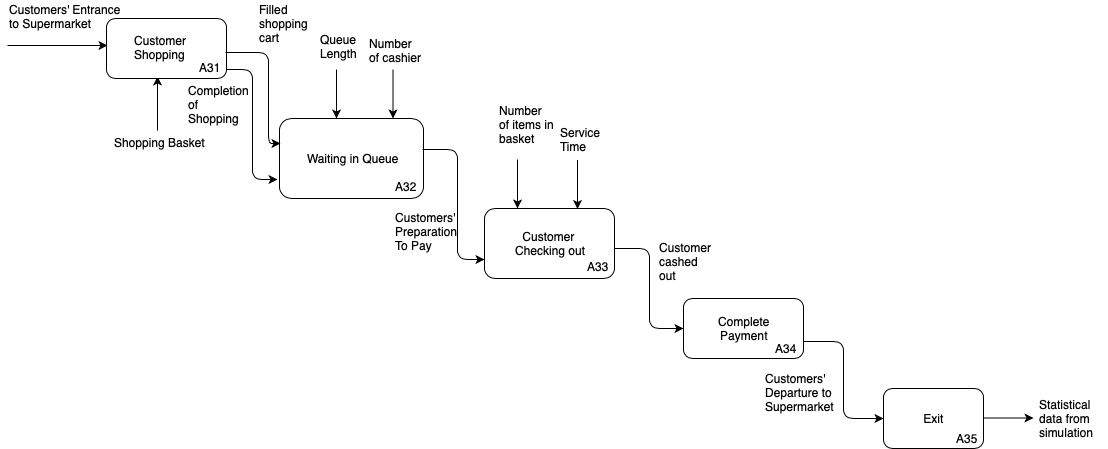 Customers' Entrance
to Supermarket
Filled
shopping
cart
Customer
Shopping
A31
Queue
Length
Number
of cashier
Completion
of
Shopping
Shopping Basket
Waiting in Queue
A32
Number
of items in
basket
Service
Time
Customers'
Preparation
To Pay
Customer
Checking out
A33
Customer
cashed
out
Complete
Payment
A34
Customers'
Departure to
Supermarket
Exit
A35
Statistical
data from
simulation